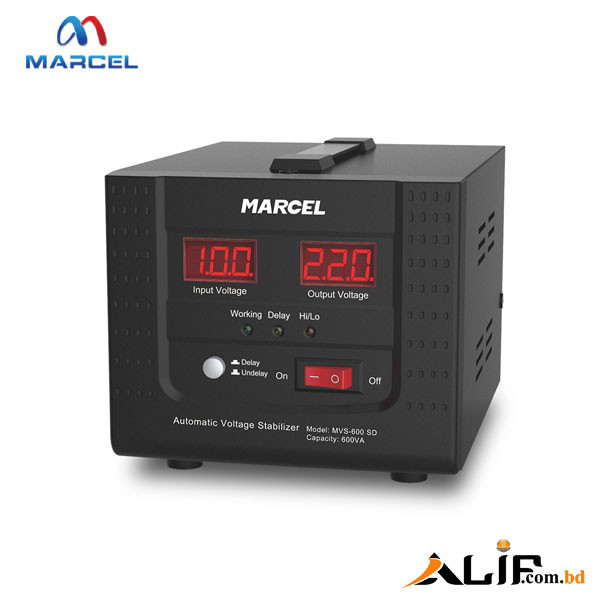 MARCEL
MARCEL
1.0.0.
2.2.0.
Input Voltage
Output Voltage
Working Delay Hi/Lo
Delay
Undelay
On
Off
Automatic Voltage Stabilizer
Model: MVS-600 SD
Capacity: 600VA
ALIF.com.bd